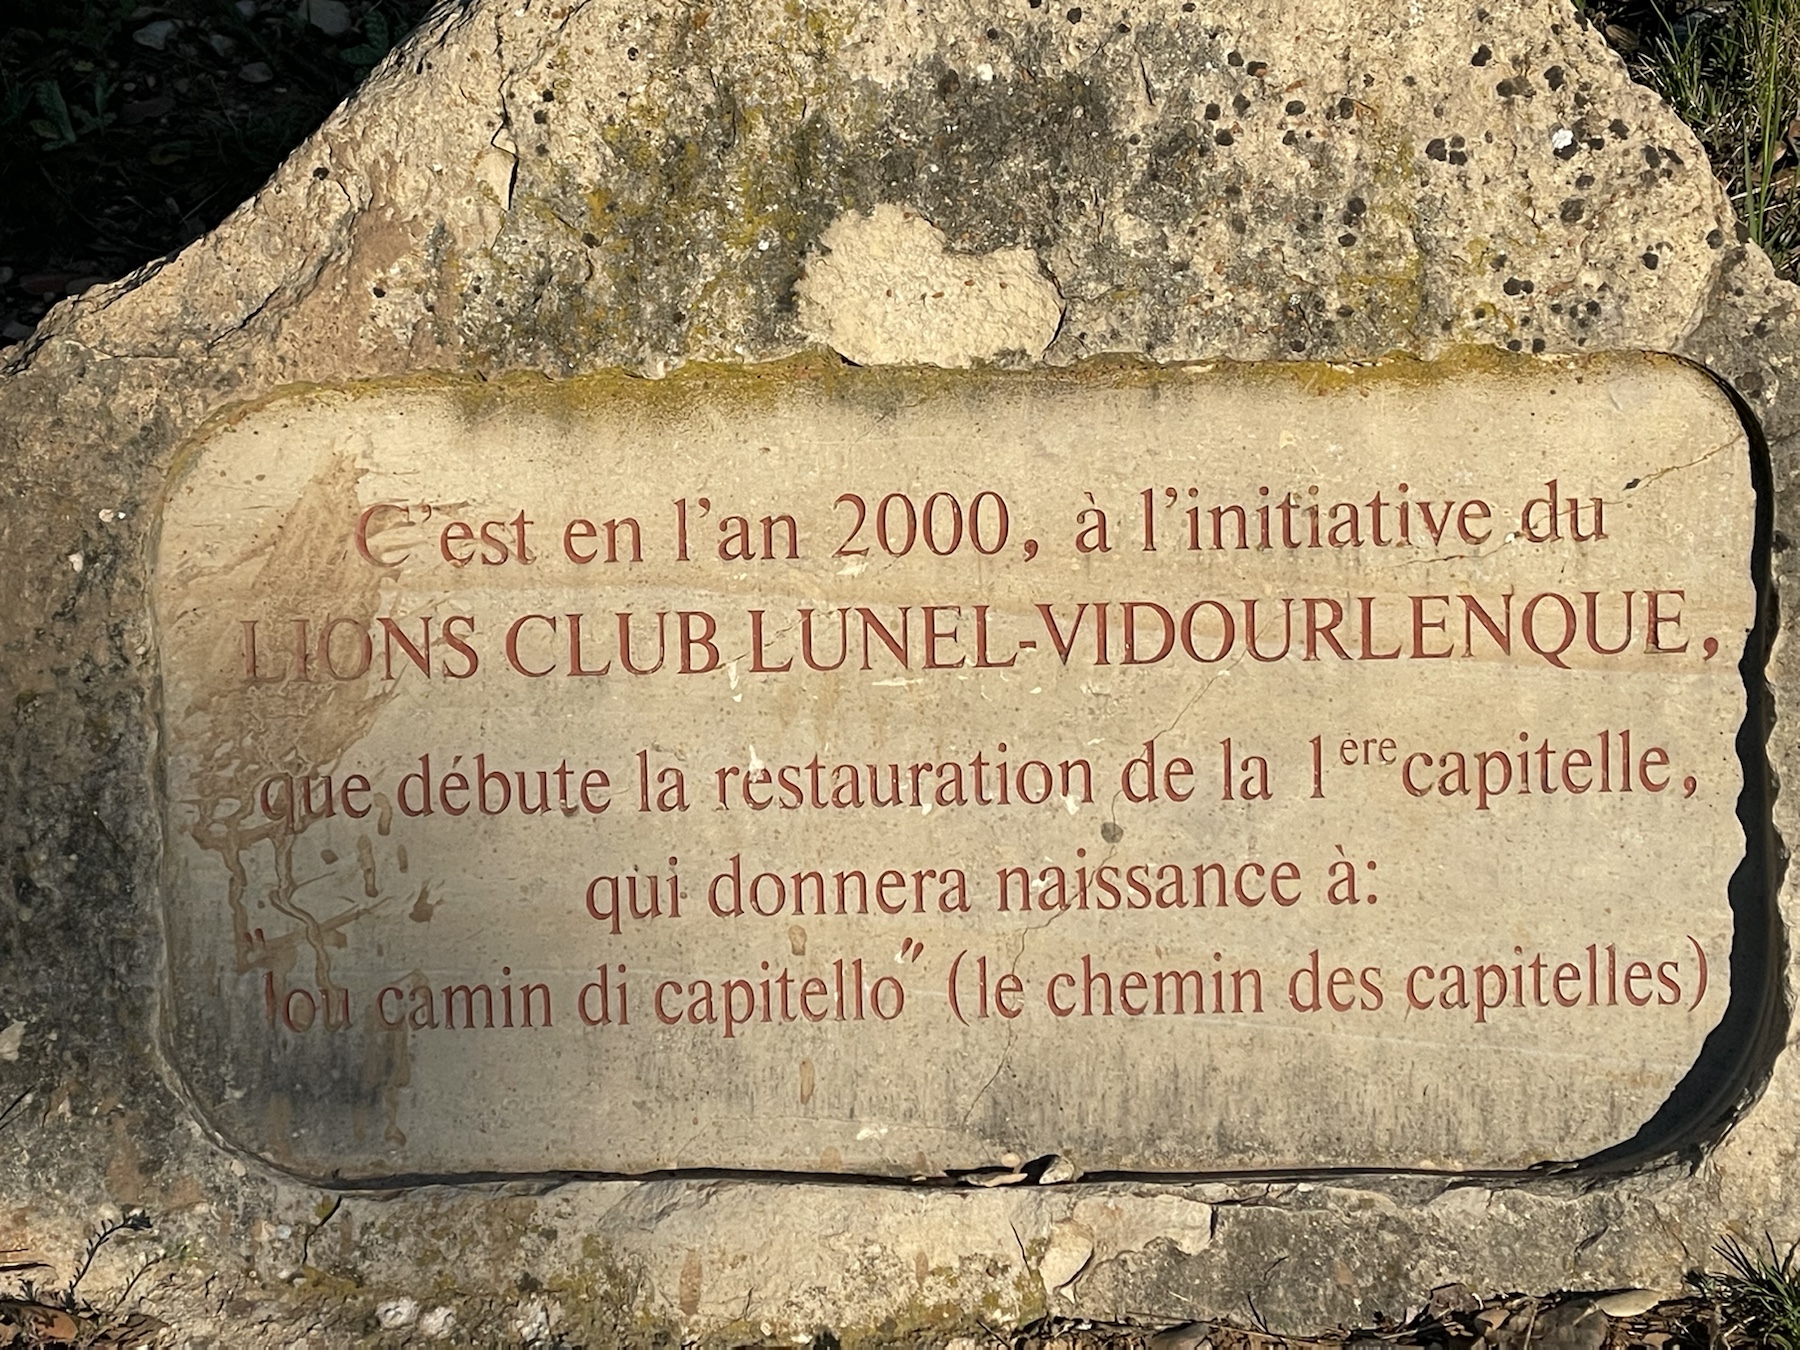 C'est en l'an 2000, à l'initiative du
LIONS CLUB LUNEL-VIDOURLENQUE,
que débute la restauration de la 1ère capitelle,
qui donnera naissance à:
"lou camin di capitello" (le chemin des capitelles)